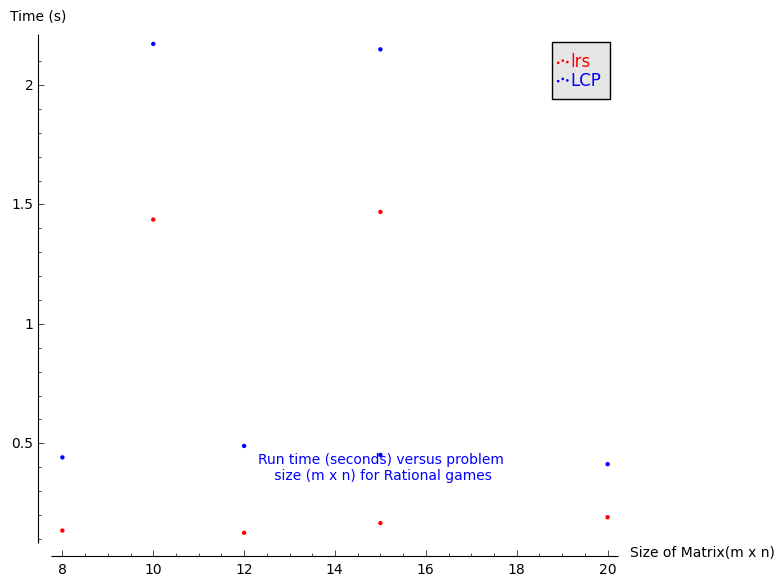 Time (s)
lrs
LCP
2
1.5
1
0.5
Run time (seconds) versus problem
size (m x n) for Rational games
8 10 12 14 16 18 20
Size of Matrix(m x n)